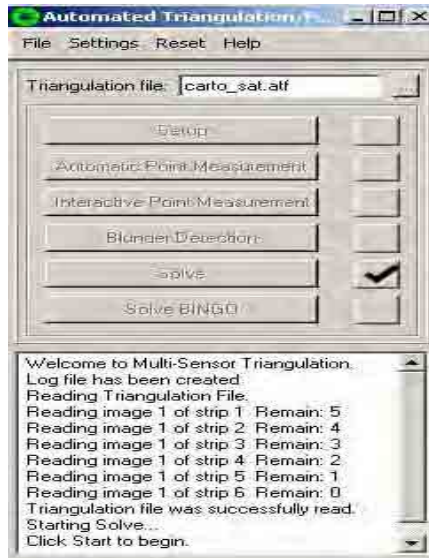 Automated Triangulation
File Settings Reset Help
Triangulation file: carto_sat.atf ...
Setup
Automatic Point Measurement
Interactive Point Measurement
Blunder Detection
Solve
Solve BINGO
Welcome to Multi-Sensor Triangulation.
Log file has been created
Reading Triangulation File.
Reading image 1 of strip 1 Remain: 5
Reading image 1 of strip 2 Remain: 4
Reading image 1 of strip 3 Remain: 3
Reading image 1 of strip 4 Remain: 2
Reading image 1 of strip 5 Remain: 1
Reading image 1 of strip 6 Remain: 0
Triangulation file was successfully read.
Starting Solve...
Click Start to begin.